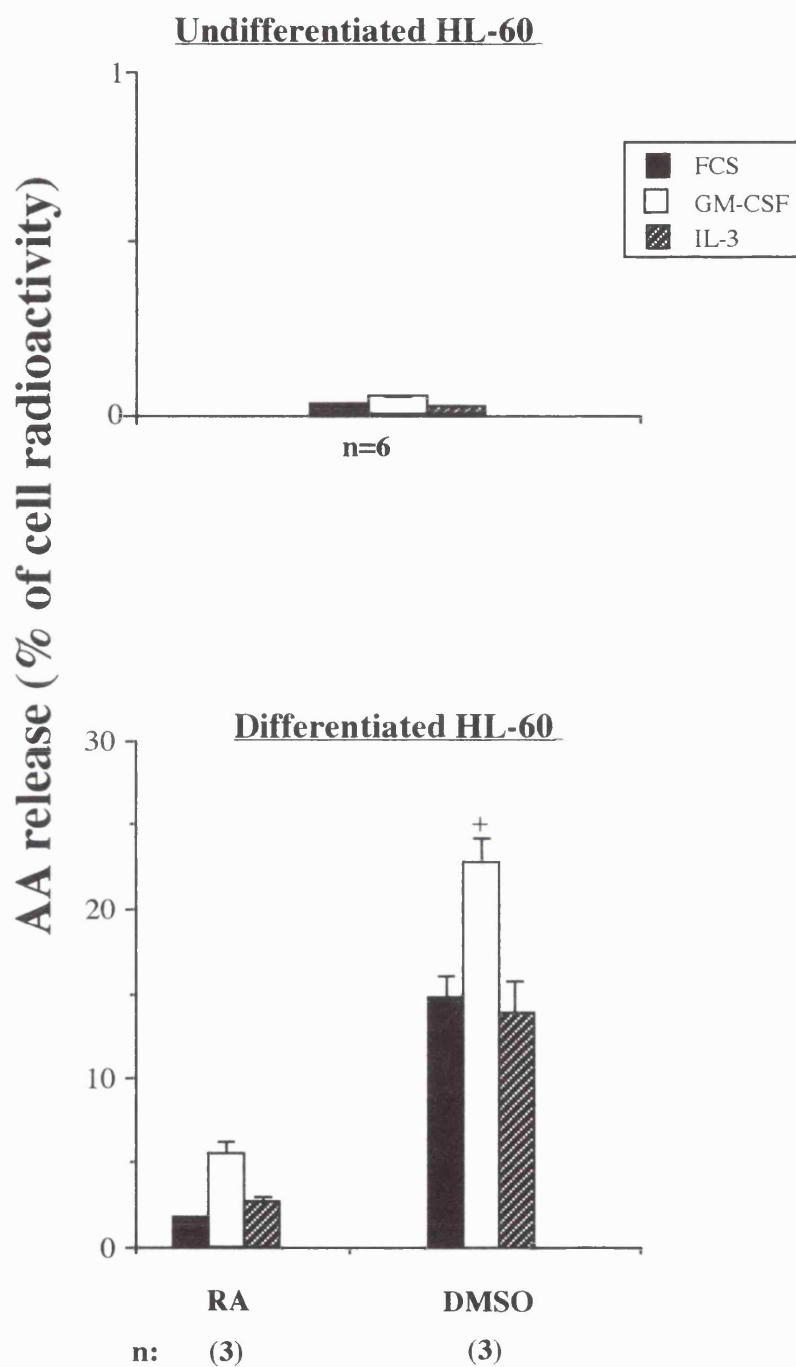 Undifferentiated HL-60
1
FCS
GM-CSF
IL-3
0
n=6
AA release (% of cell radioactivity)
Differentiated HL-60
30
+
20
10
0
RA DMSO
n: (3) (3)